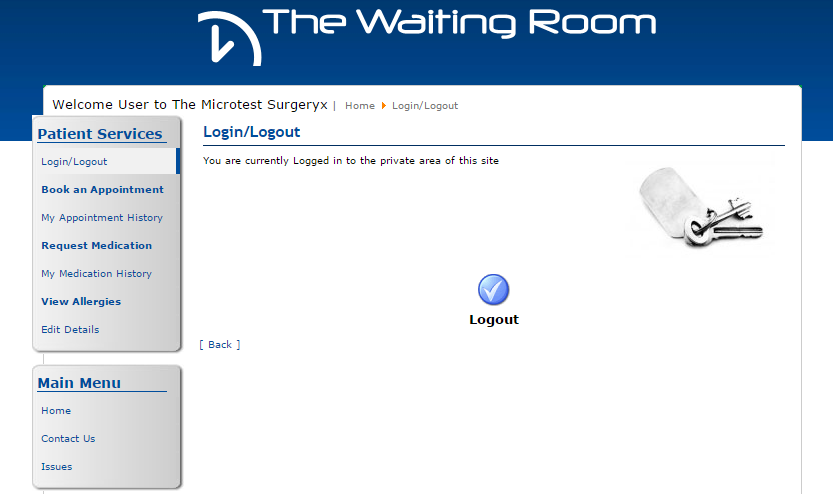 The Waiting Room
Welcome User to The Microtest Surgeryx | Home Login/Logout
Patient Services
Login/Logout
Book an Appointment
My Appointment History
Request Medication
My Medication History
View Allergies
Edit Details
Main Menu
Home
Contact Us
Issues
Login/Logout
You are currently Logged in to the private area of this site
Logout
[ Back ]